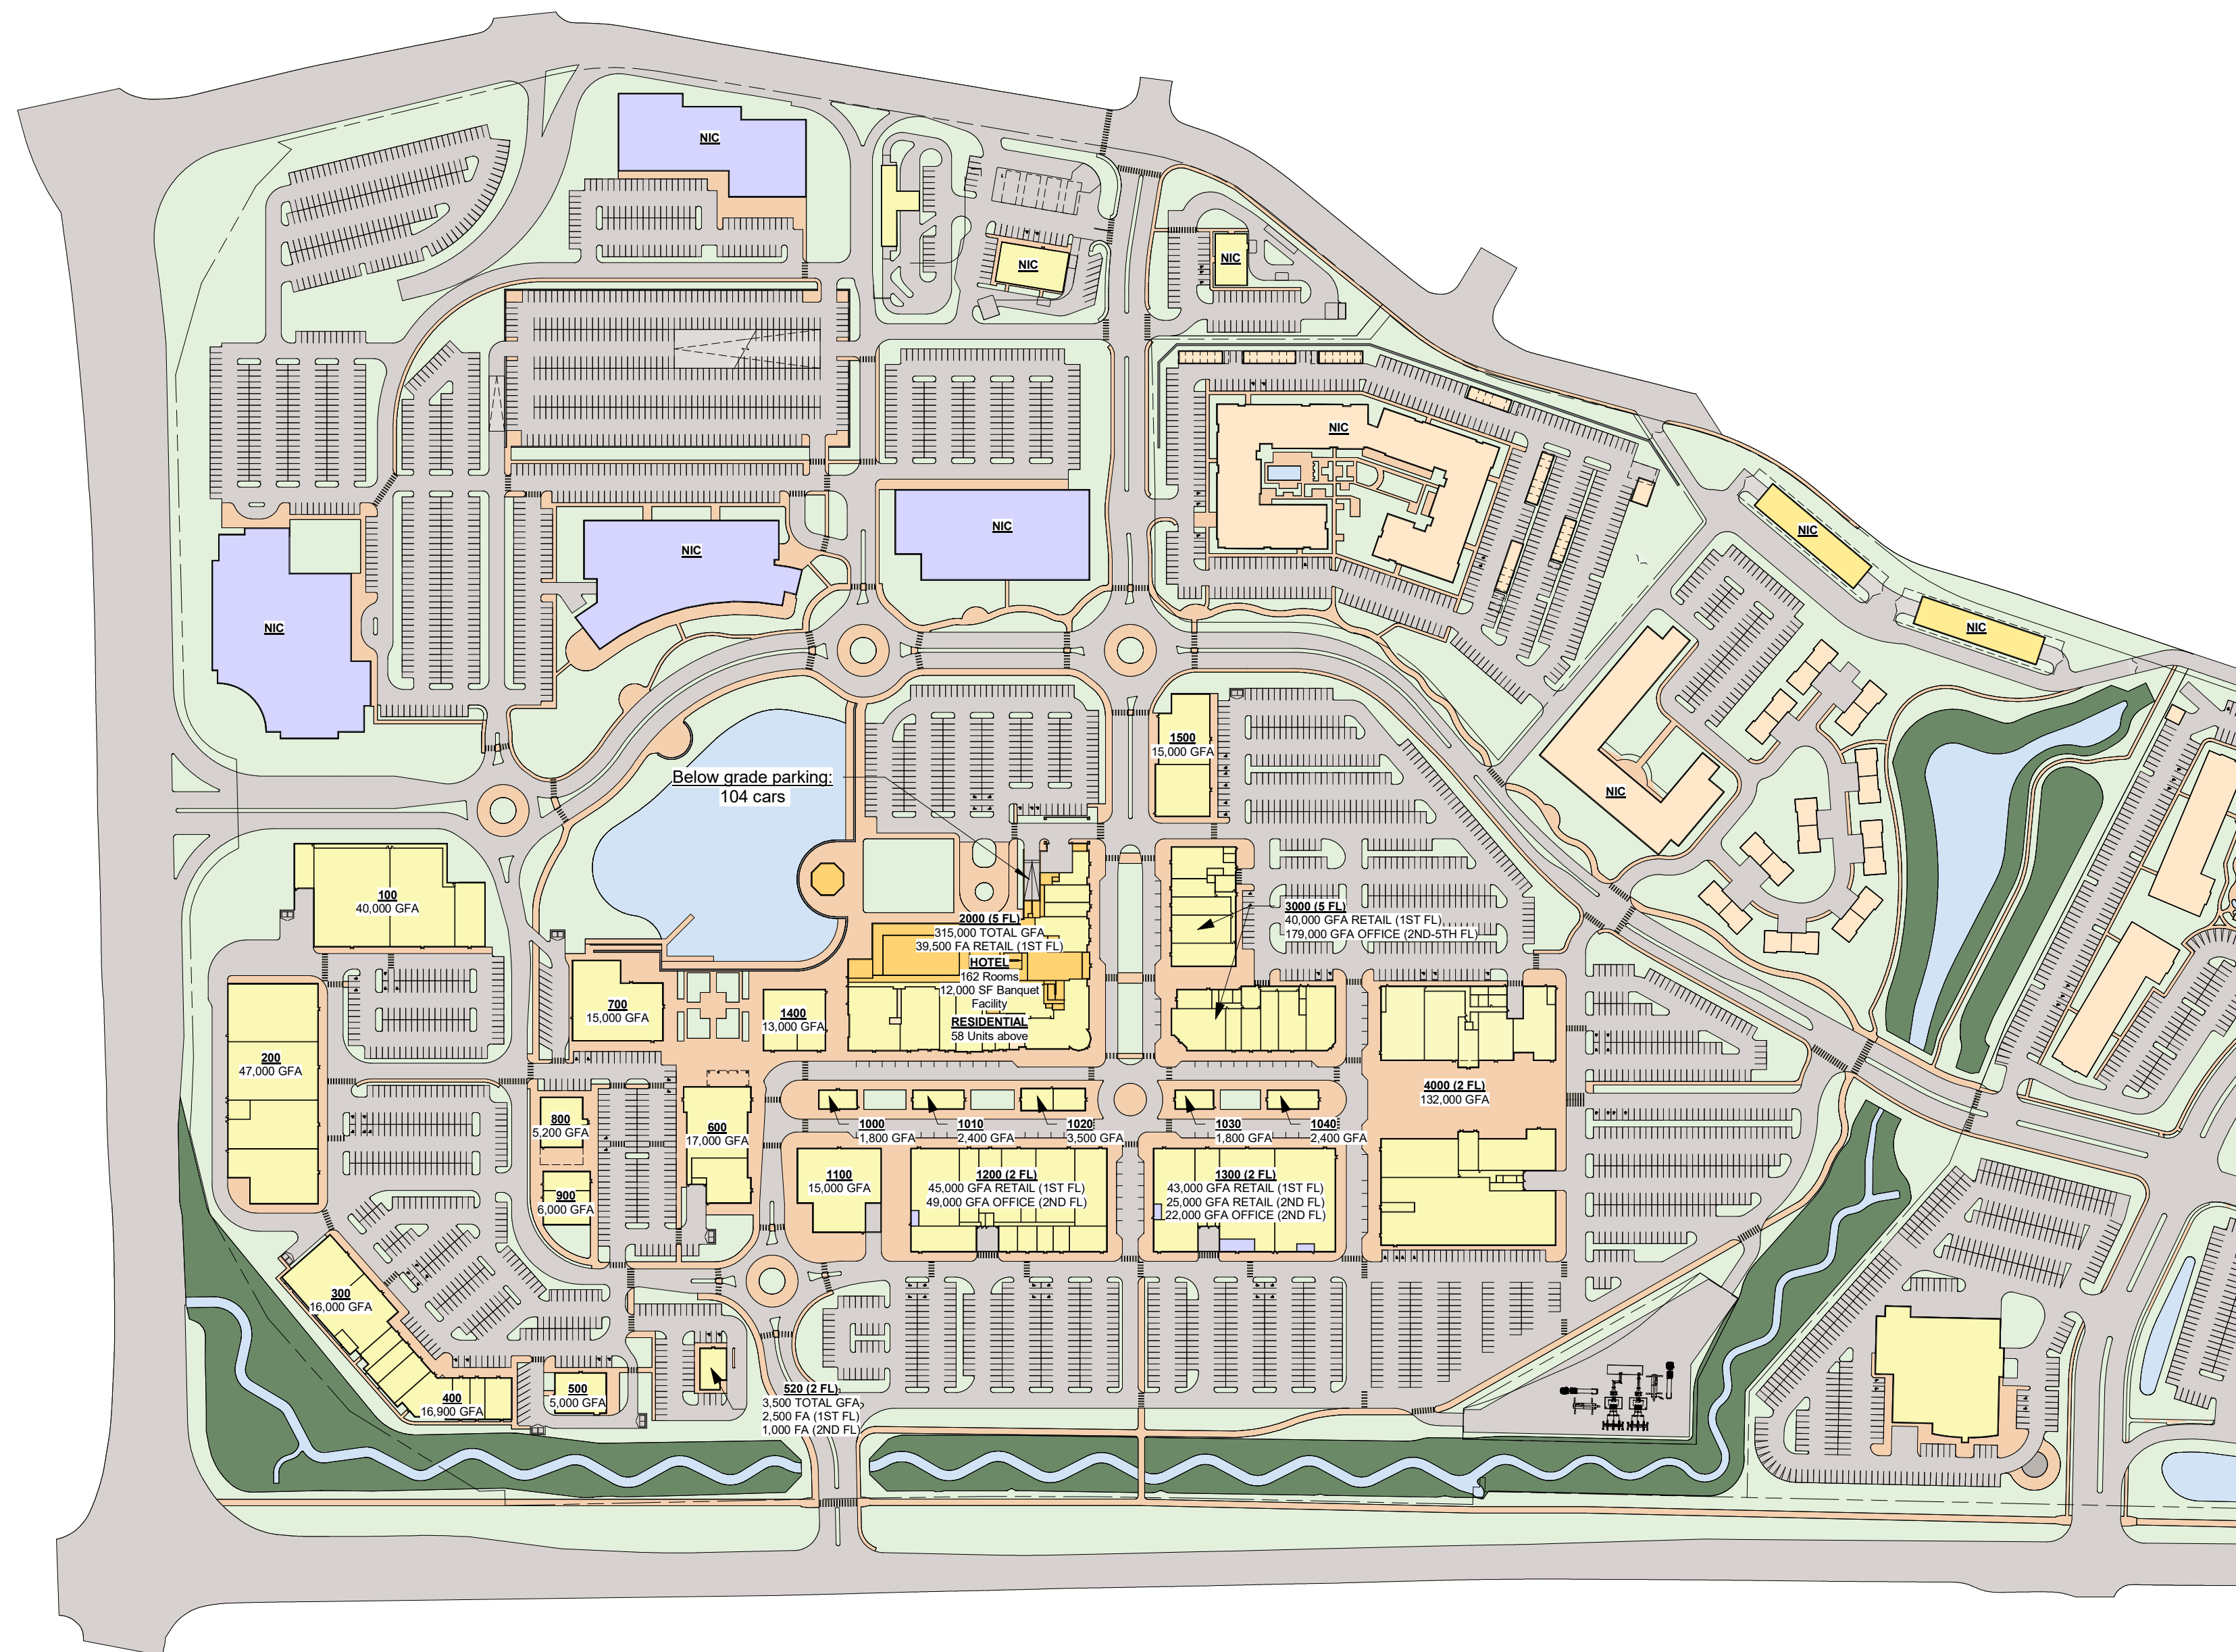 NIC
NIC
NIC
NIC
NIC
NIC
NIC
NIC
NIC
NIC
1500
15,000 GFA
Below grade parking:
104 cars
NIC
100
40,000 GFA
2000 (5 FL)
315,000 TOTAL GFA
39,500 FA RETAIL (1ST FL)
HOTEL
162 Rooms
12,000 SF Banquet
Facility
RESIDENTIAL
58 Units above
3000 (5 FL)
40,000 GFA RETAIL (1ST FL)
179,000 GFA OFFICE (2ND-5TH FL)
700
15,000 GFA
1400
13,000 GFA
200
47,000 GFA
4000 (2 FL)
132,000 GFA
800
5,200 GFA
600
17,000 GFA
1000
1,800 GFA
1010
2,400 GFA
1020
3,500 GFA
1030
1,800 GFA
1040
2,400 GFA
900
6,000 GFA
1100
15,000 GFA
1200 (2 FL)
45,000 GFA RETAIL (1ST FL)
49,000 GFA OFFICE (2ND FL)
1300 (2 FL)
43,000 GFA RETAIL (1ST FL)
25,000 GFA RETAIL (2ND FL)
22,000 GFA OFFICE (2ND FL)
300
16,000 GFA
400
16,900 GFA
500
5,000 GFA
520 (2 FL)
3,500 TOTAL GFA
2,500 FA (1ST FL)
1,000 FA (2ND FL)